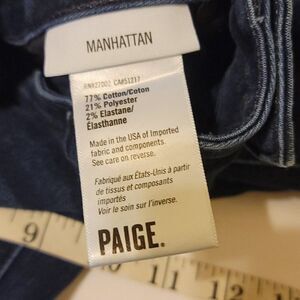 MANHATTAN
77% Cotton/Coton
21% Polyester
2% Elastane/
Élasthanne
Made in the USA of Imported
fabric and components.
See care on reverse.
Fabriqué aux États-Unis à partir
de tissus et composants
importés
Voir le soin sur l'inverse.
PAIGE.
9
11 12